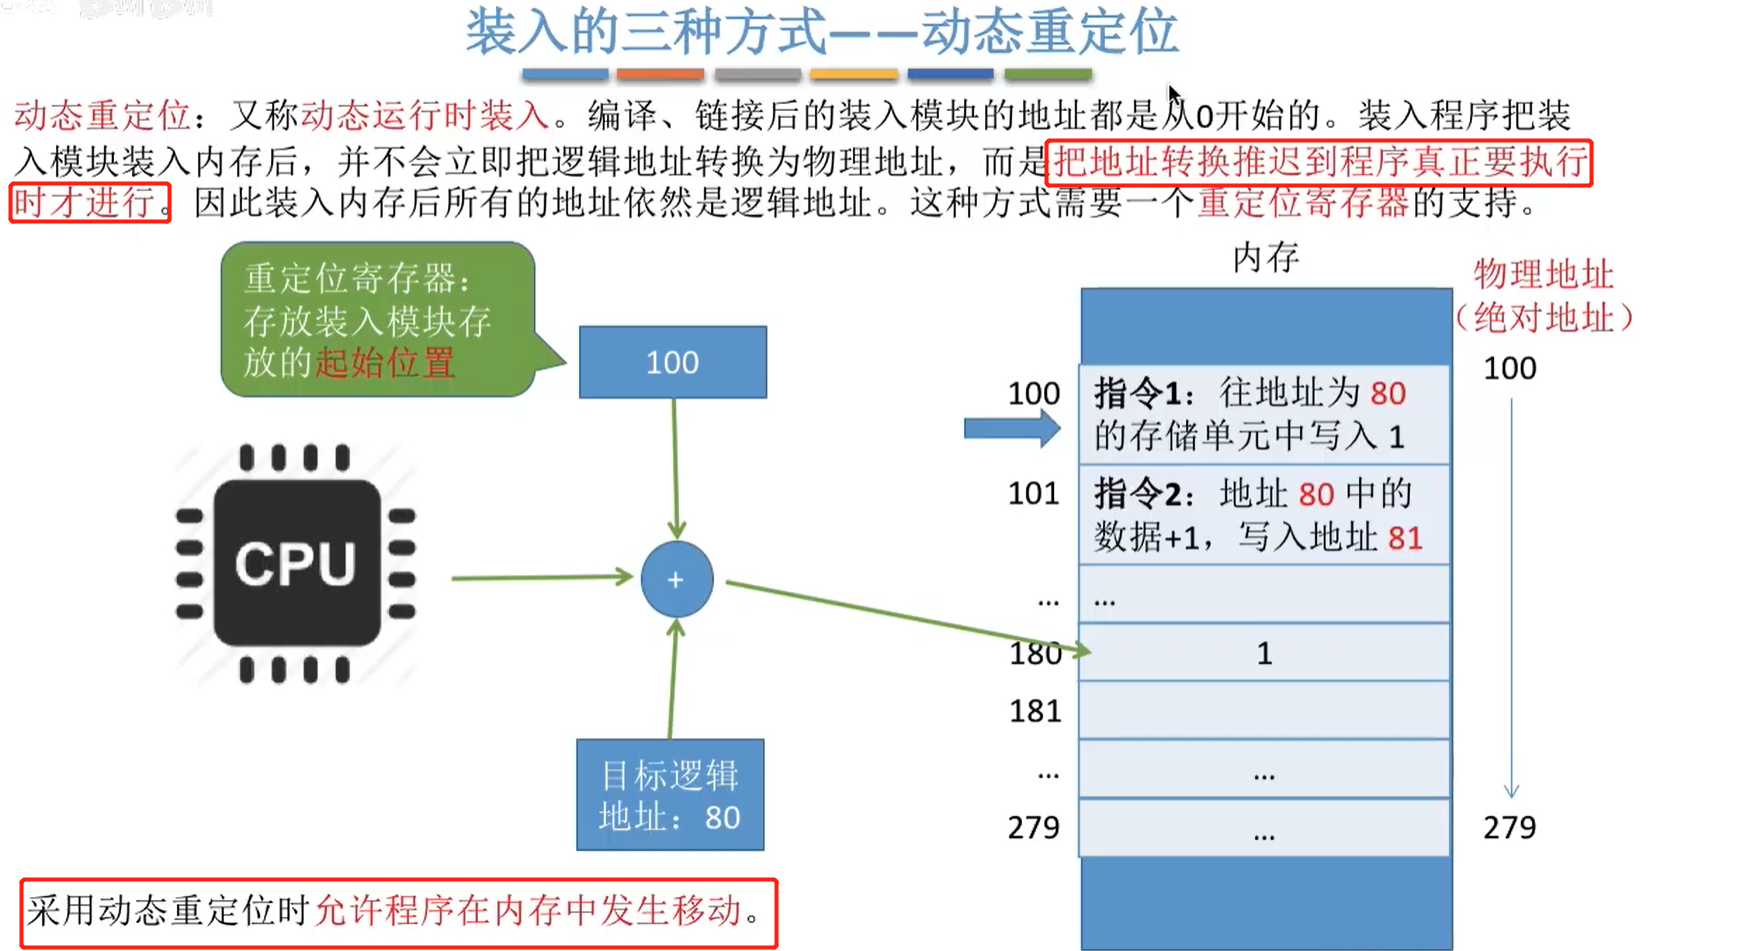 装入的三种方式——动态重定位
动态重定位：又称动态运行时装入。编译、链接后的装入模块的地址都是从0开始的。装入程序把装
入模块装入内存后，并不会立即把逻辑地址转换为物理地址，而是把地址转换推迟到程序真正要执行
时才进行。因此装入内存后所有的地址依然是逻辑地址。这种方式需要一个重定位寄存器的支持。
重定位寄存器：
存放装入模块存
放的起始位置
100
CPU
+
目标逻辑
地址：80
内存
物理地址
（绝对地址）
100
指令1：往地址为 80
的存储单元中写入 1
100
101
指令2：地址 80 中的
数据+1，写入地址 81
...
...
180
1
181
...
...
279
...
279
采用动态重定位时允许程序在内存中发生移动。